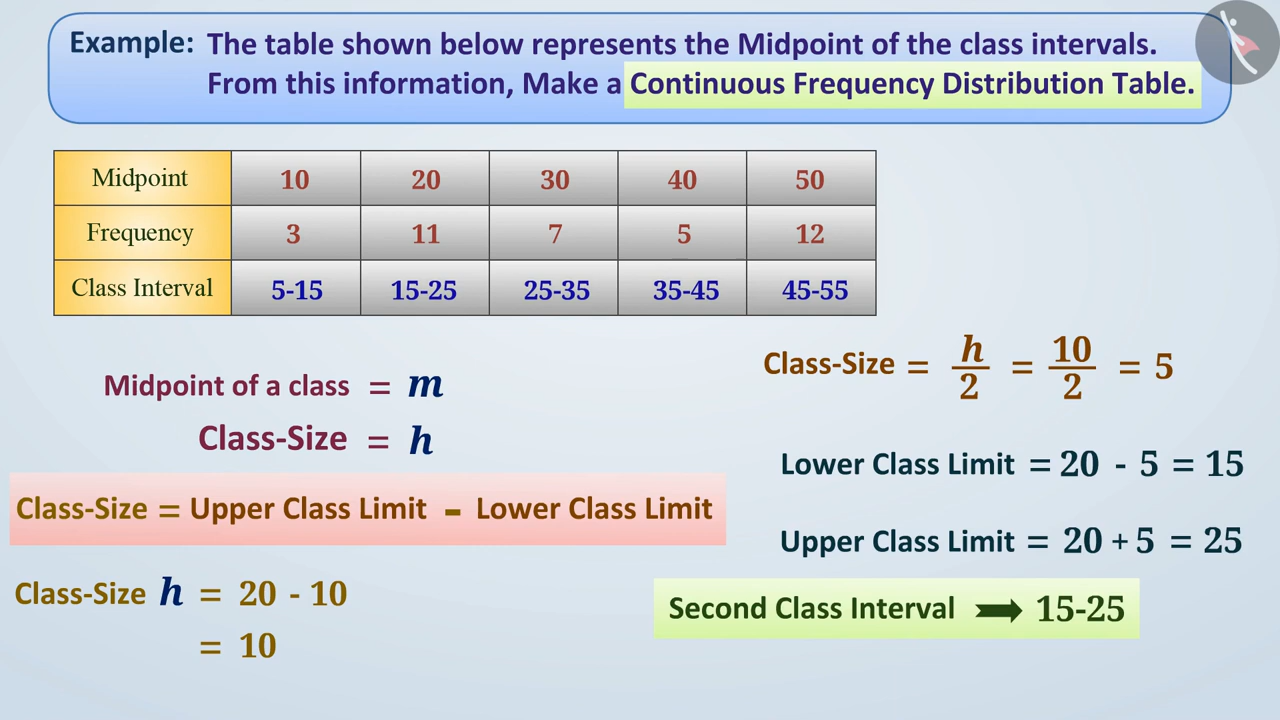 Example: The table shown below represents the Midpoint of the class intervals.
From this information, Make a Continuous Frequency Distribution Table.
Midpoint 10 20 30 40 50
Frequency 3 11 7 5 12
Class Interval 5-15 15-25 25-35 35-45 45-55
Midpoint of a class = m
Class-Size = h
Class-Size = Upper Class Limit - Lower Class Limit
Class-Size h = 20 - 10
= 10
Class-Size = h/2 = 10/2 = 5
Lower Class Limit = 20 - 5 = 15
Upper Class Limit = 20 + 5 = 25
Second Class Interval ➡ 15-25